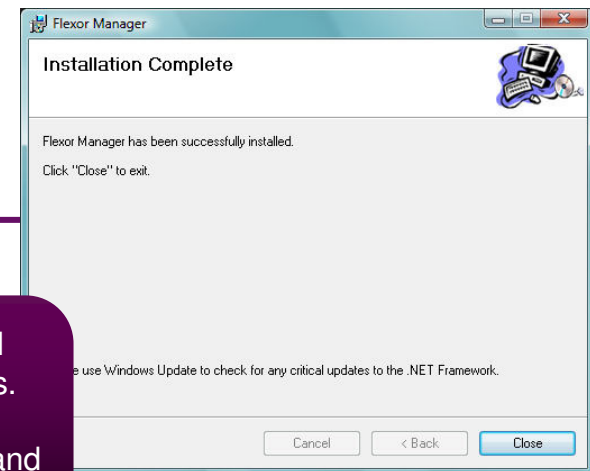 Flexor Manager
Installation Complete
Flexor Manager has been successfully installed.
Click "Close" to exit.
use Windows Update to check for any critical updates to the .NET Framework.
and
Cancel
< Back
Close